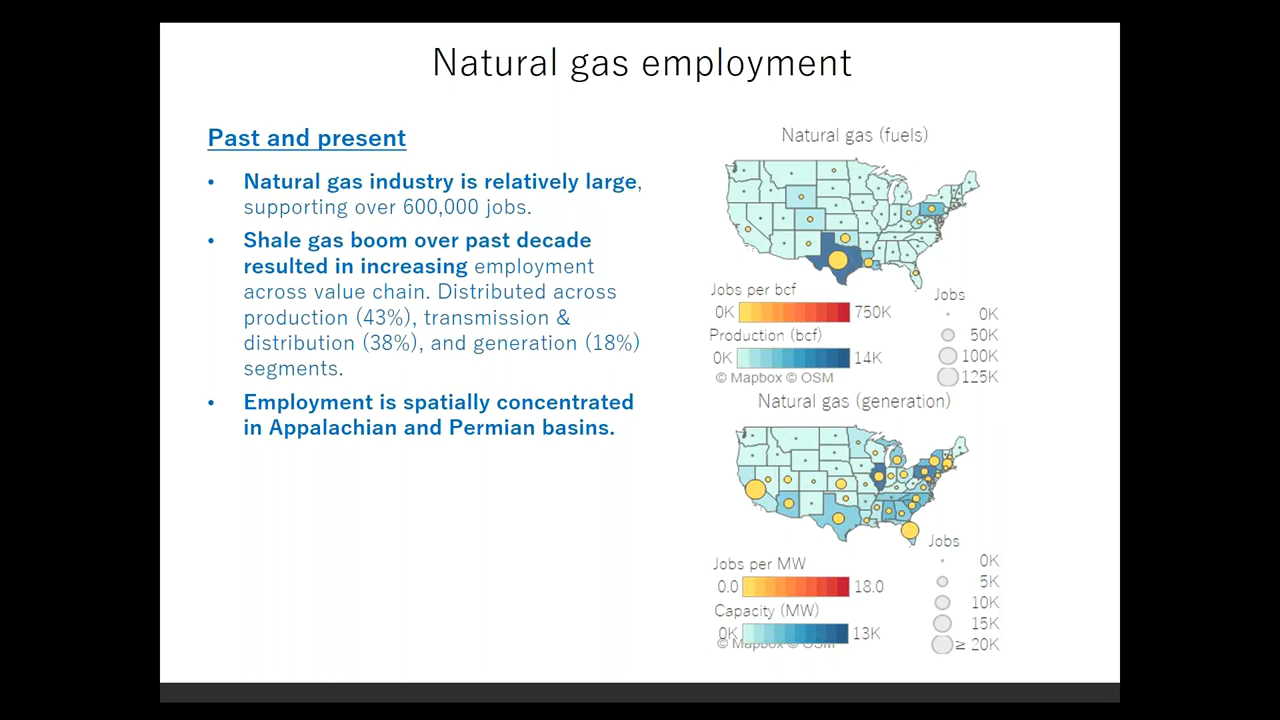 Natural gas employment
Past and present
• Natural gas industry is relatively large,
supporting over 600,000 jobs.
• Shale gas boom over past decade
resulted in increasing employment
across value chain. Distributed across
production (43%), transmission &
distribution (38%), and generation (18%)
segments.
• Employment is spatially concentrated
in Appalachian and Permian basins.
Natural gas (fuels)
Jobs per bcf
0K 750K
Production (bcf)
0K 14K
© Mapbox © OSM
Jobs
0K
50K
100K
125K
Natural gas (generation)
Jobs per MW
0.0 18.0
Capacity (MW)
0K 13K
© Mapbox © OSM
Jobs
0K
5K
10K
15K
≥ 20K